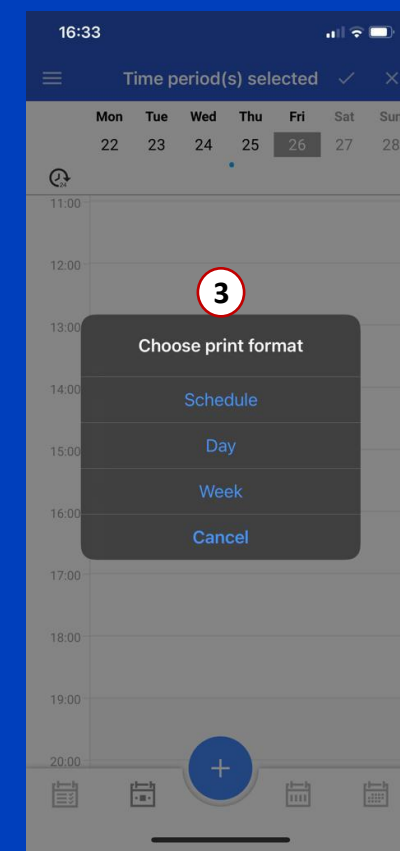 16:33
Time period(s) selected
Mon Tue Wed Thu Fri Sat Sun
22 23 24 25 26 27 28
24
11:00
12:00
3
13:00
Choose print format
14:00
Schedule
15:00
Day
Week
16:00
Cancel
17:00
18:00
19:00
20:00